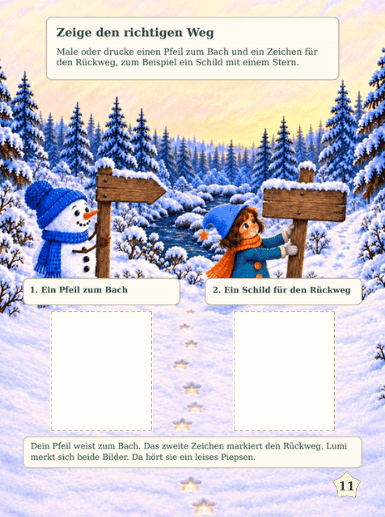 Zeige den richtigen Weg
Male oder drucke einen Pfeil zum Bach und ein Zeichen für
den Rückweg, zum Beispiel ein Schild mit einem Stern.
1. Ein Pfeil zum Bach
2. Ein Schild für den Rückweg
Dein Pfeil weist zum Bach. Das zweite Zeichen markiert den Rückweg. Lumi
merkt sich beide Bilder. Da hört sie ein leises Piepsen.
11